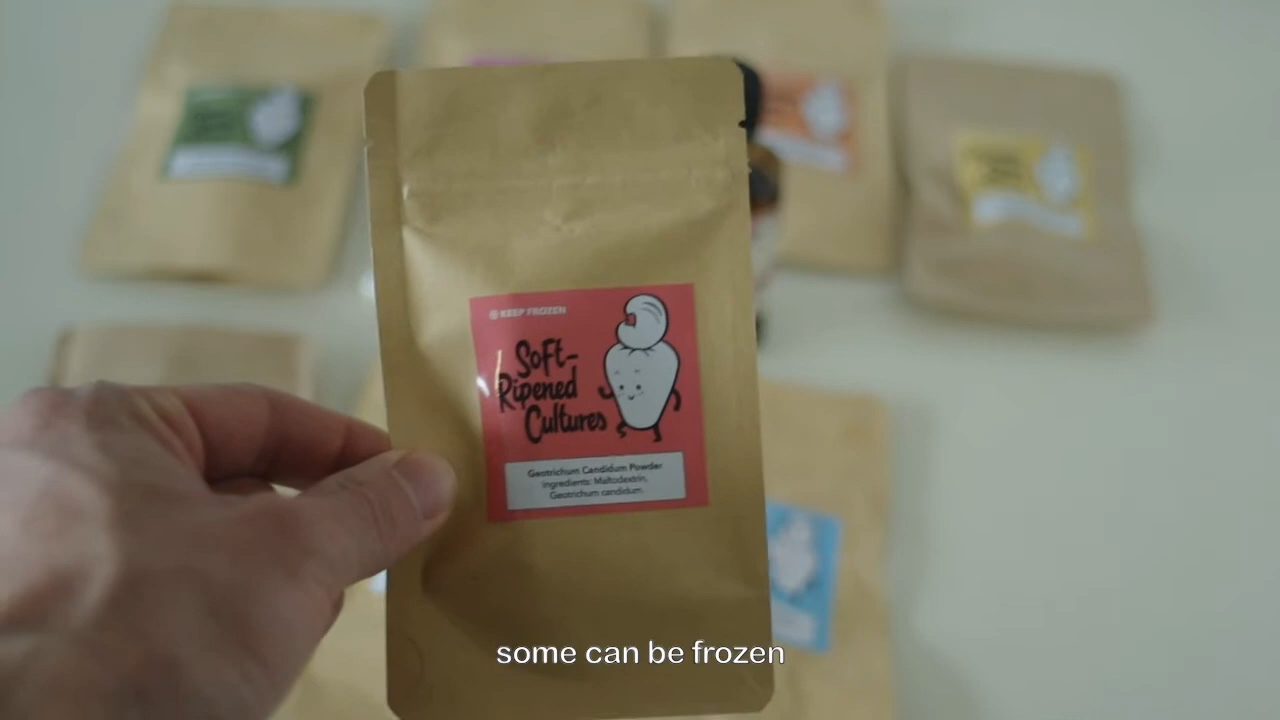 KEEP FROZEN
Soft-
Ripened
Cultures
Geotrichum Candidum Powder
ingredients: Maltodextrin,
Geotrichum candidum.
some can be frozen